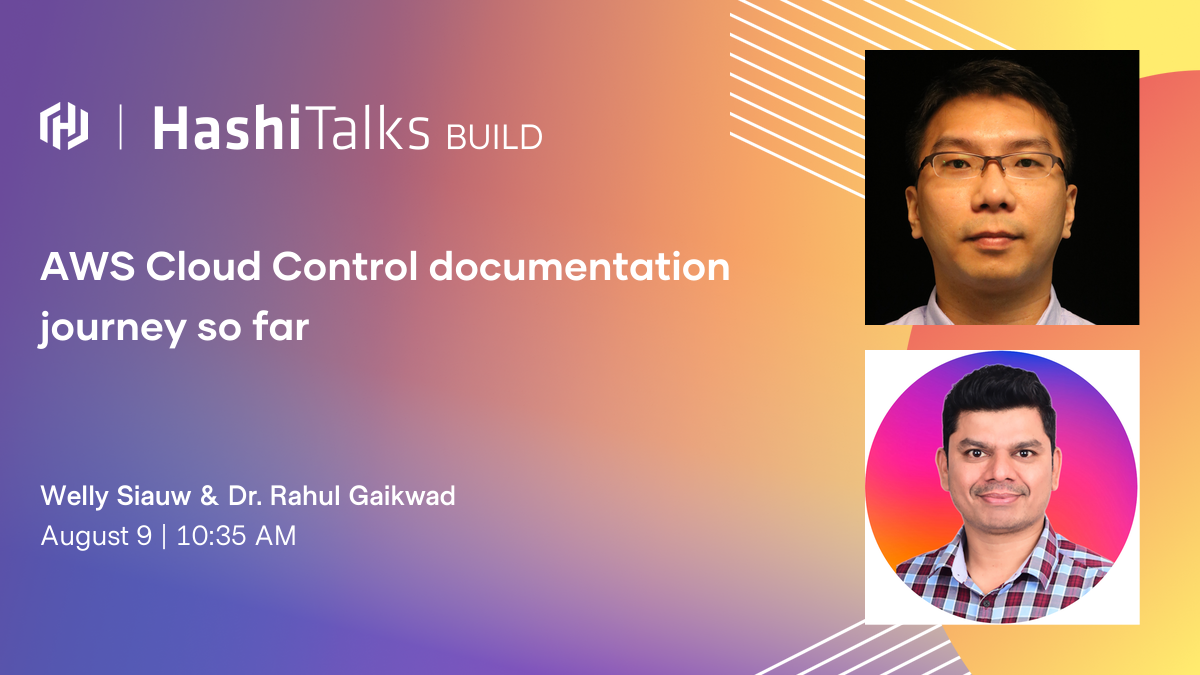 HashiTalks BUILD
AWS Cloud Control documentation
journey so far
Welly Siauw & Dr. Rahul Gaikwad
August 9 | 10:35 AM